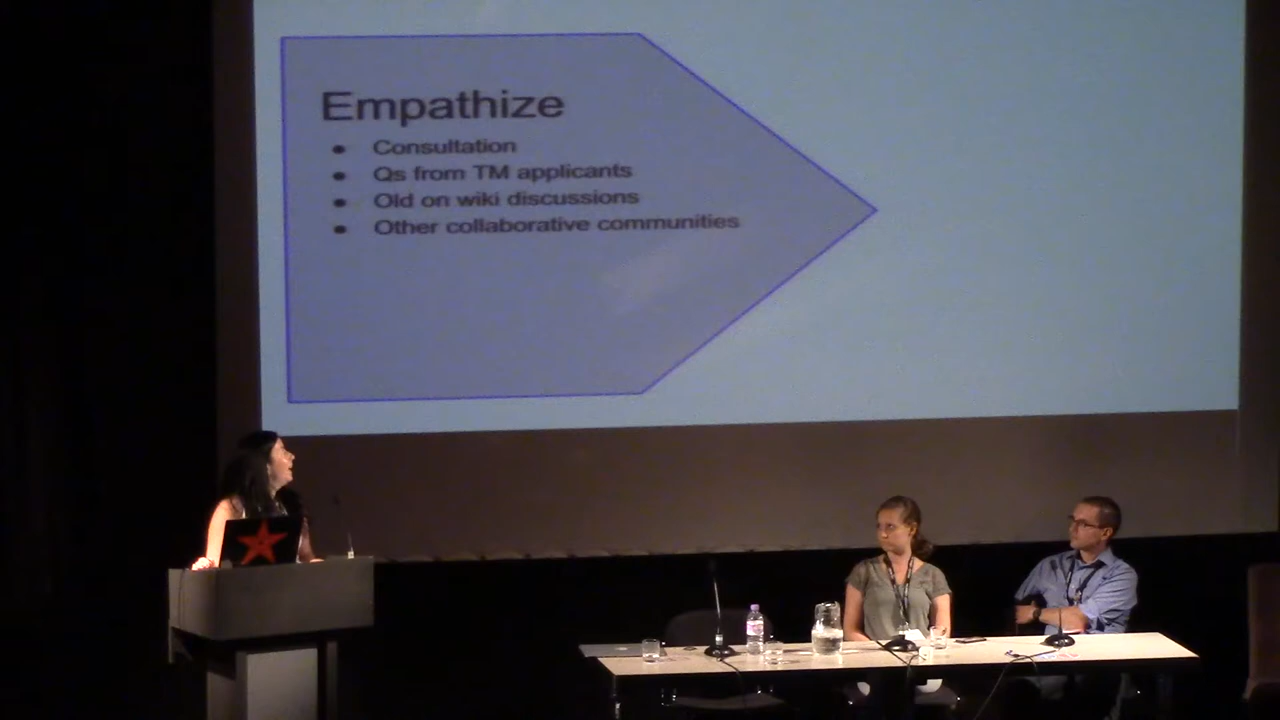 Empathize
● Consultation
● Qs from TM applicants
● Old on wiki discussions
● Other collaborative communities